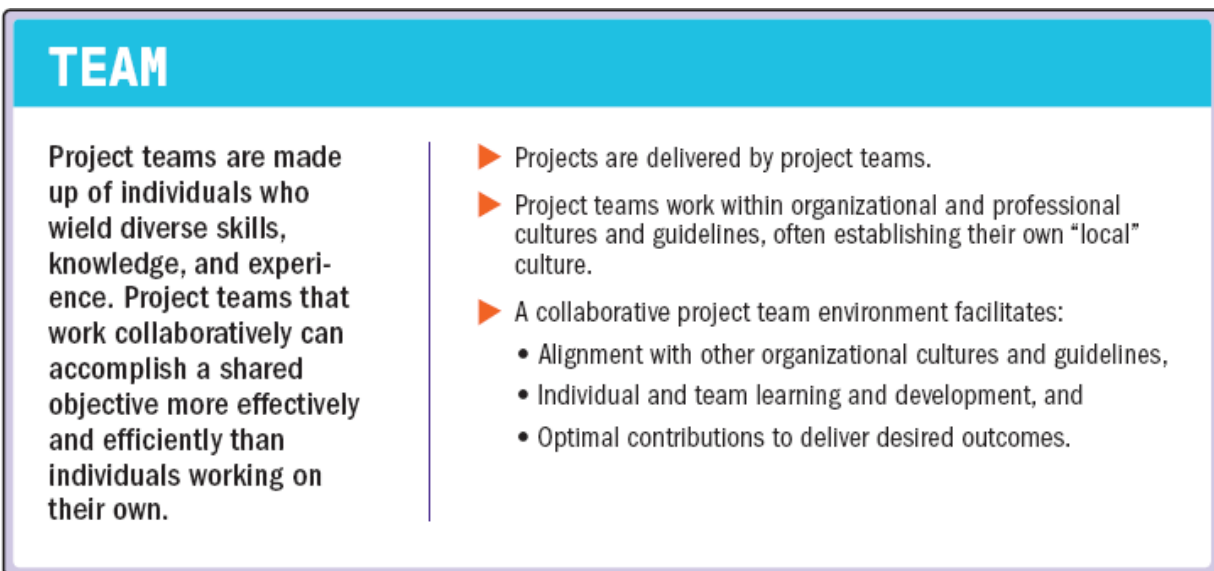 TEAM
Project teams are made
up of individuals who
wield diverse skills,
knowledge, and experi-
ence. Project teams that
work collaboratively can
accomplish a shared
objective more effectively
and efficiently than
individuals working on
their own.
▶ Projects are delivered by project teams.
▶ Project teams work within organizational and professional
cultures and guidelines, often establishing their own “local”
culture.
▶ A collaborative project team environment facilitates:
• Alignment with other organizational cultures and guidelines,
• Individual and team learning and development, and
• Optimal contributions to deliver desired outcomes.